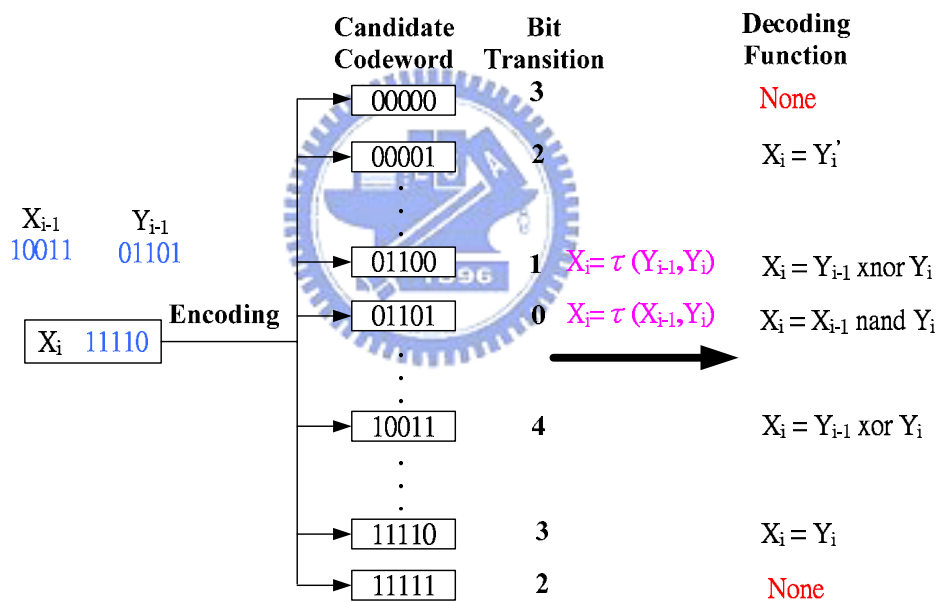 Candidate Codeword
Bit Transition
Decoding Function
00000
3
None
00001
2
Xᵢ = Yᵢ’
Xᵢ₋₁
Yᵢ₋₁
10011
01101
01100
1
Xᵢ= τ (Yᵢ₋₁,Yᵢ)
Xᵢ = Yᵢ₋₁ xnor Yᵢ
1896
Encoding
01101
0
Xᵢ= τ (Xᵢ₋₁,Yᵢ)
Xᵢ = Xᵢ₋₁ nand Yᵢ
Xᵢ 11110
10011
4
Xᵢ = Yᵢ₋₁ xor Yᵢ
11110
3
Xᵢ = Yᵢ
11111
2
None